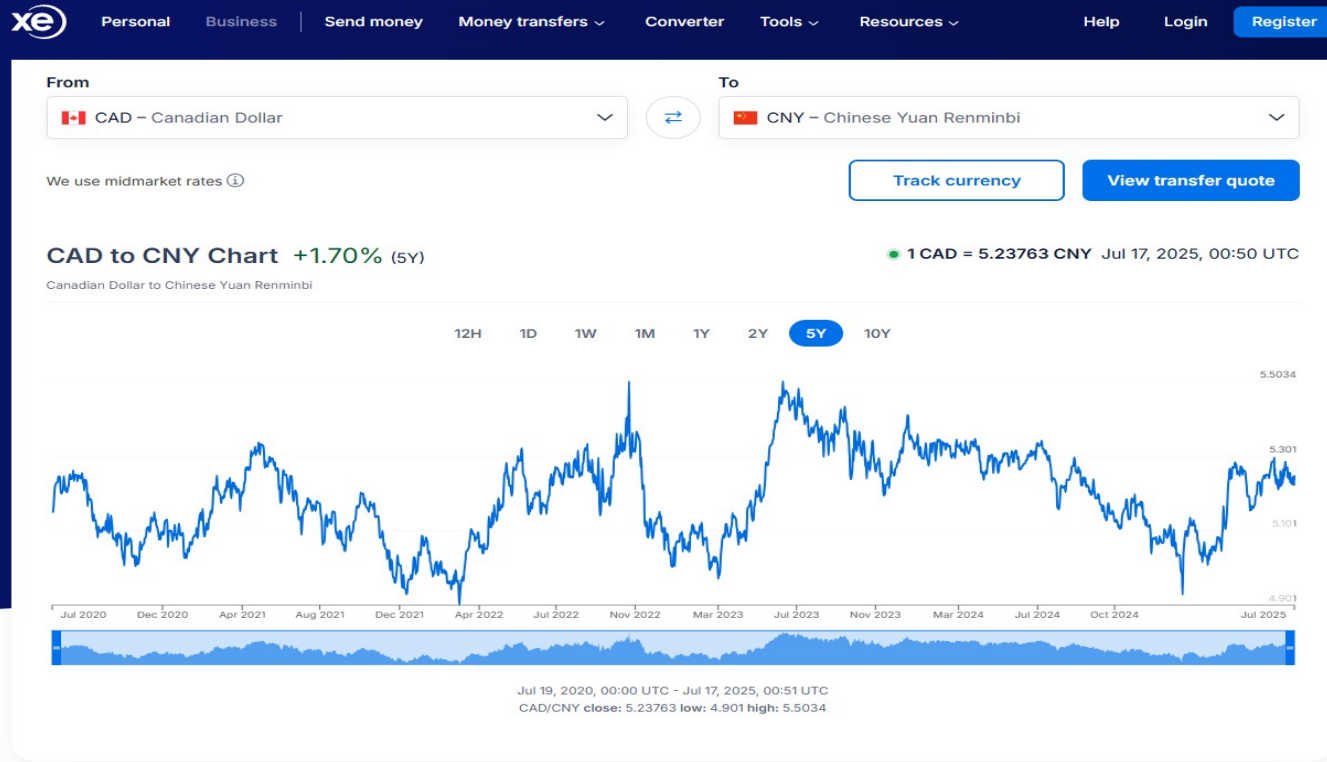 xe Personal Business Send money Money transfers Converter Tools Resources Help Login Register
From To
CAD – Canadian Dollar CNY – Chinese Yuan Renminbi
We use midmarket rates Track currency View transfer quote
CAD to CNY Chart +1.70% (5Y) 1 CAD = 5.23763 CNY Jul 17, 2025, 00:50 UTC
Canadian Dollar to Chinese Yuan Renminbi
12H 1D 1W 1M 1Y 2Y 5Y 10Y
5.5034
5.301
5.101
4.901
Jul 2020 Dec 2020 Apr 2021 Aug 2021 Dec 2021 Apr 2022 Jul 2022 Nov 2022 Mar 2023 Jul 2023 Nov 2023 Mar 2024 Jul 2024 Oct 2024 Jul 2025
Jul 19, 2020, 00:00 UTC - Jul 17, 2025, 00:51 UTC
CAD/CNY close: 5.23763 low: 4.901 high: 5.5034